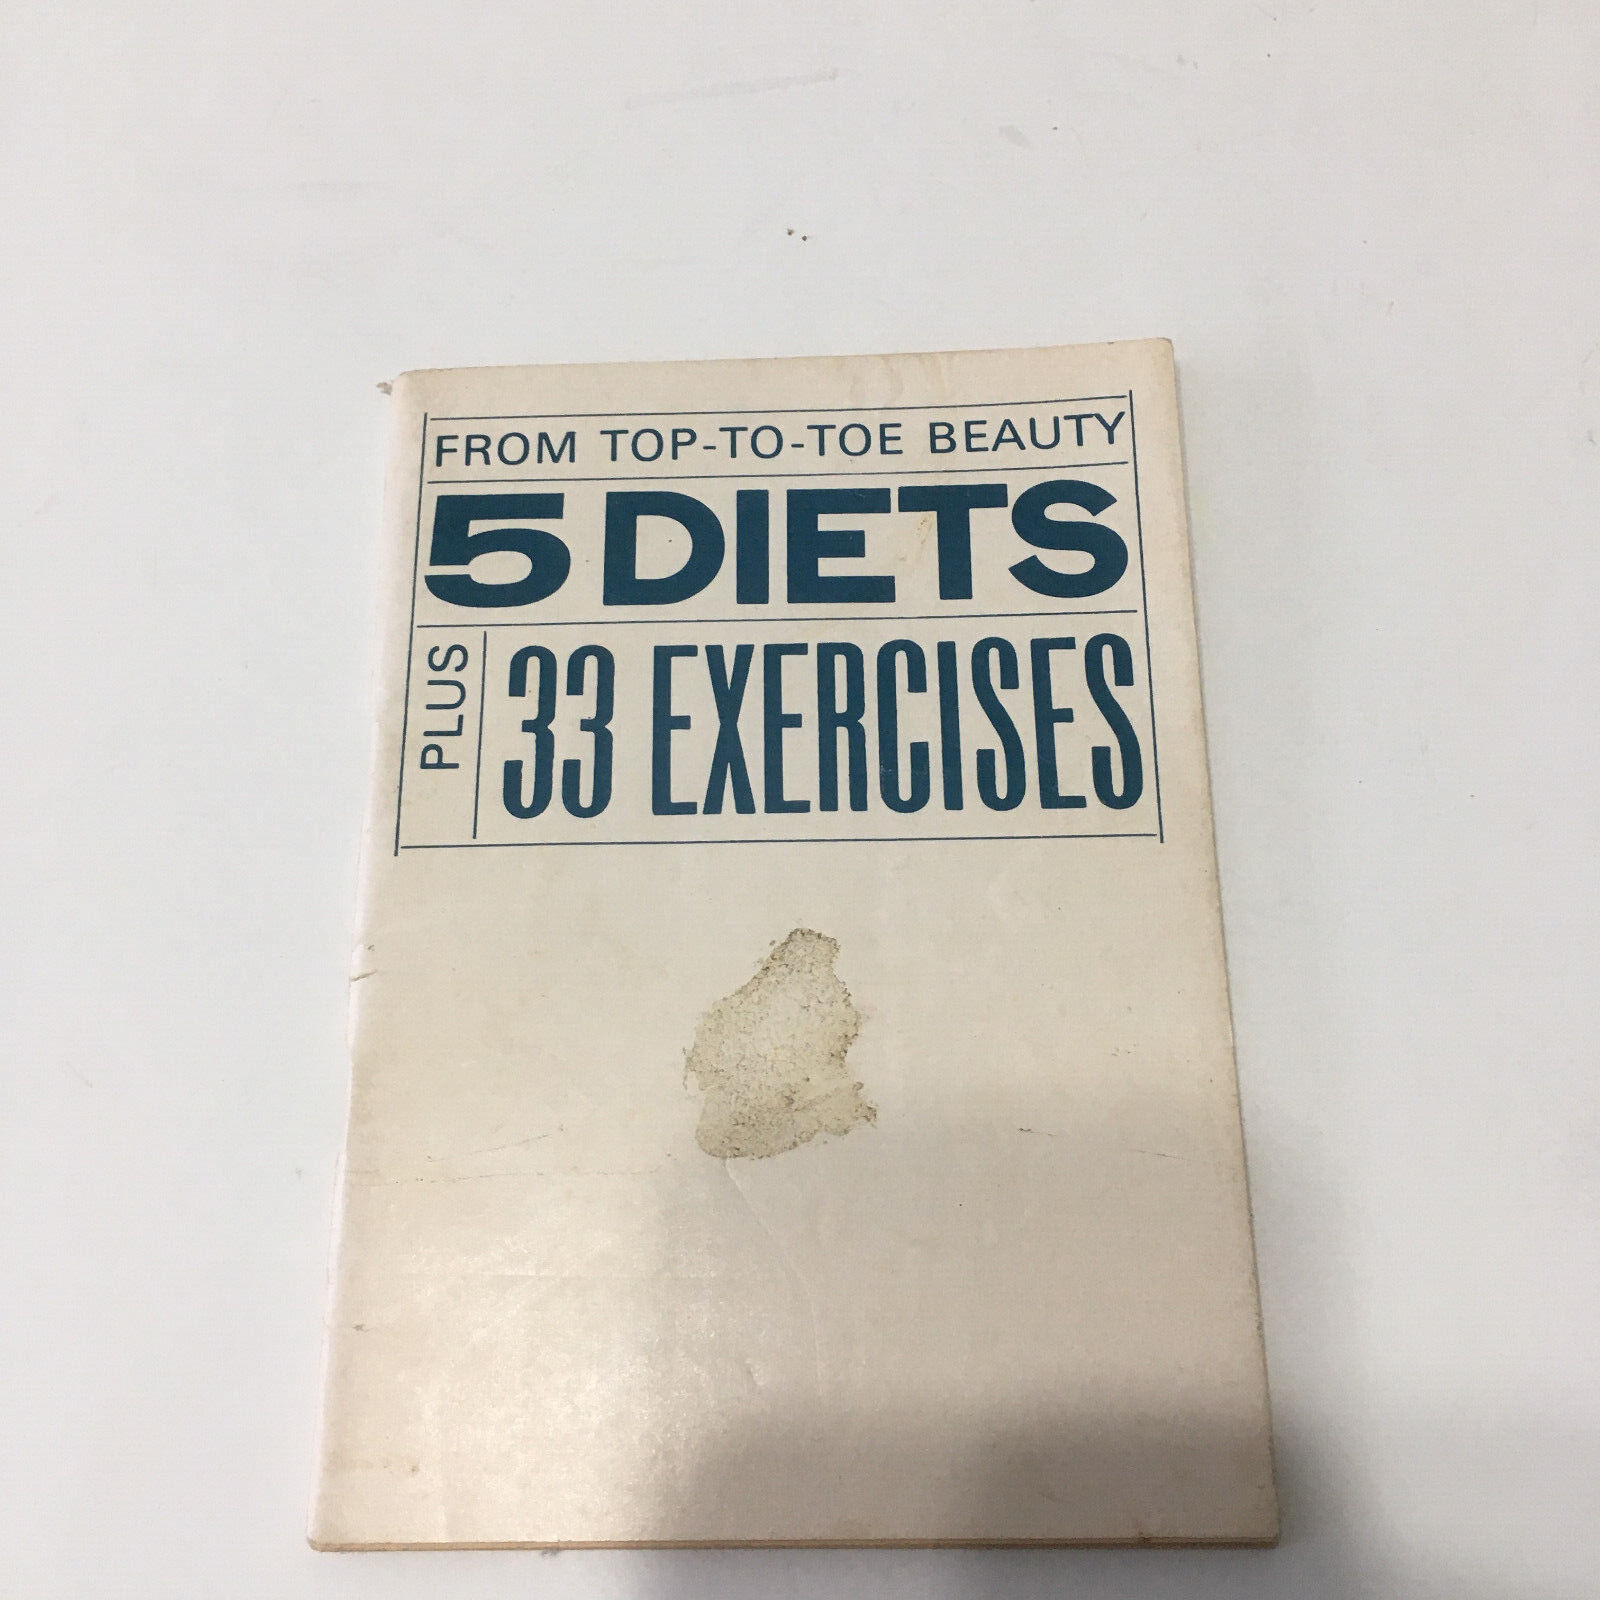 FROM TOP-TO-TOE BEAUTY
5 DIETS
PLUS
33 EXERCISES